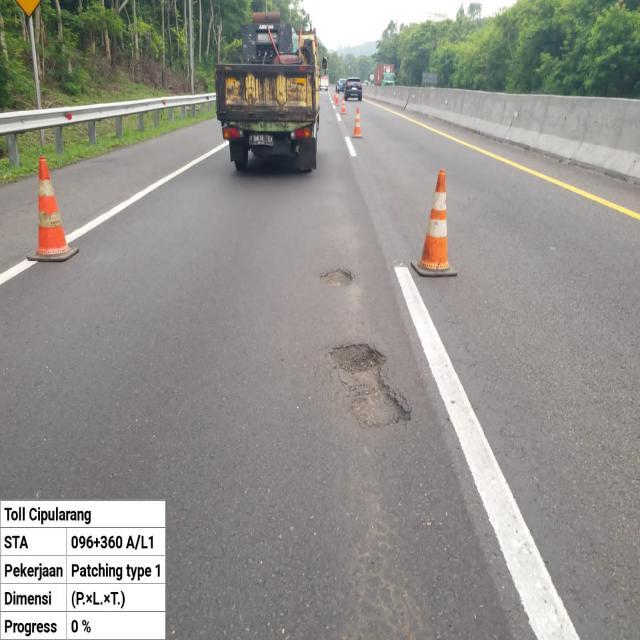 Toll Cipularang
STA 096+360 A/L1
Pekerjaan Patching type 1
Dimensi (P.×L.×T.)
Progress 0 %